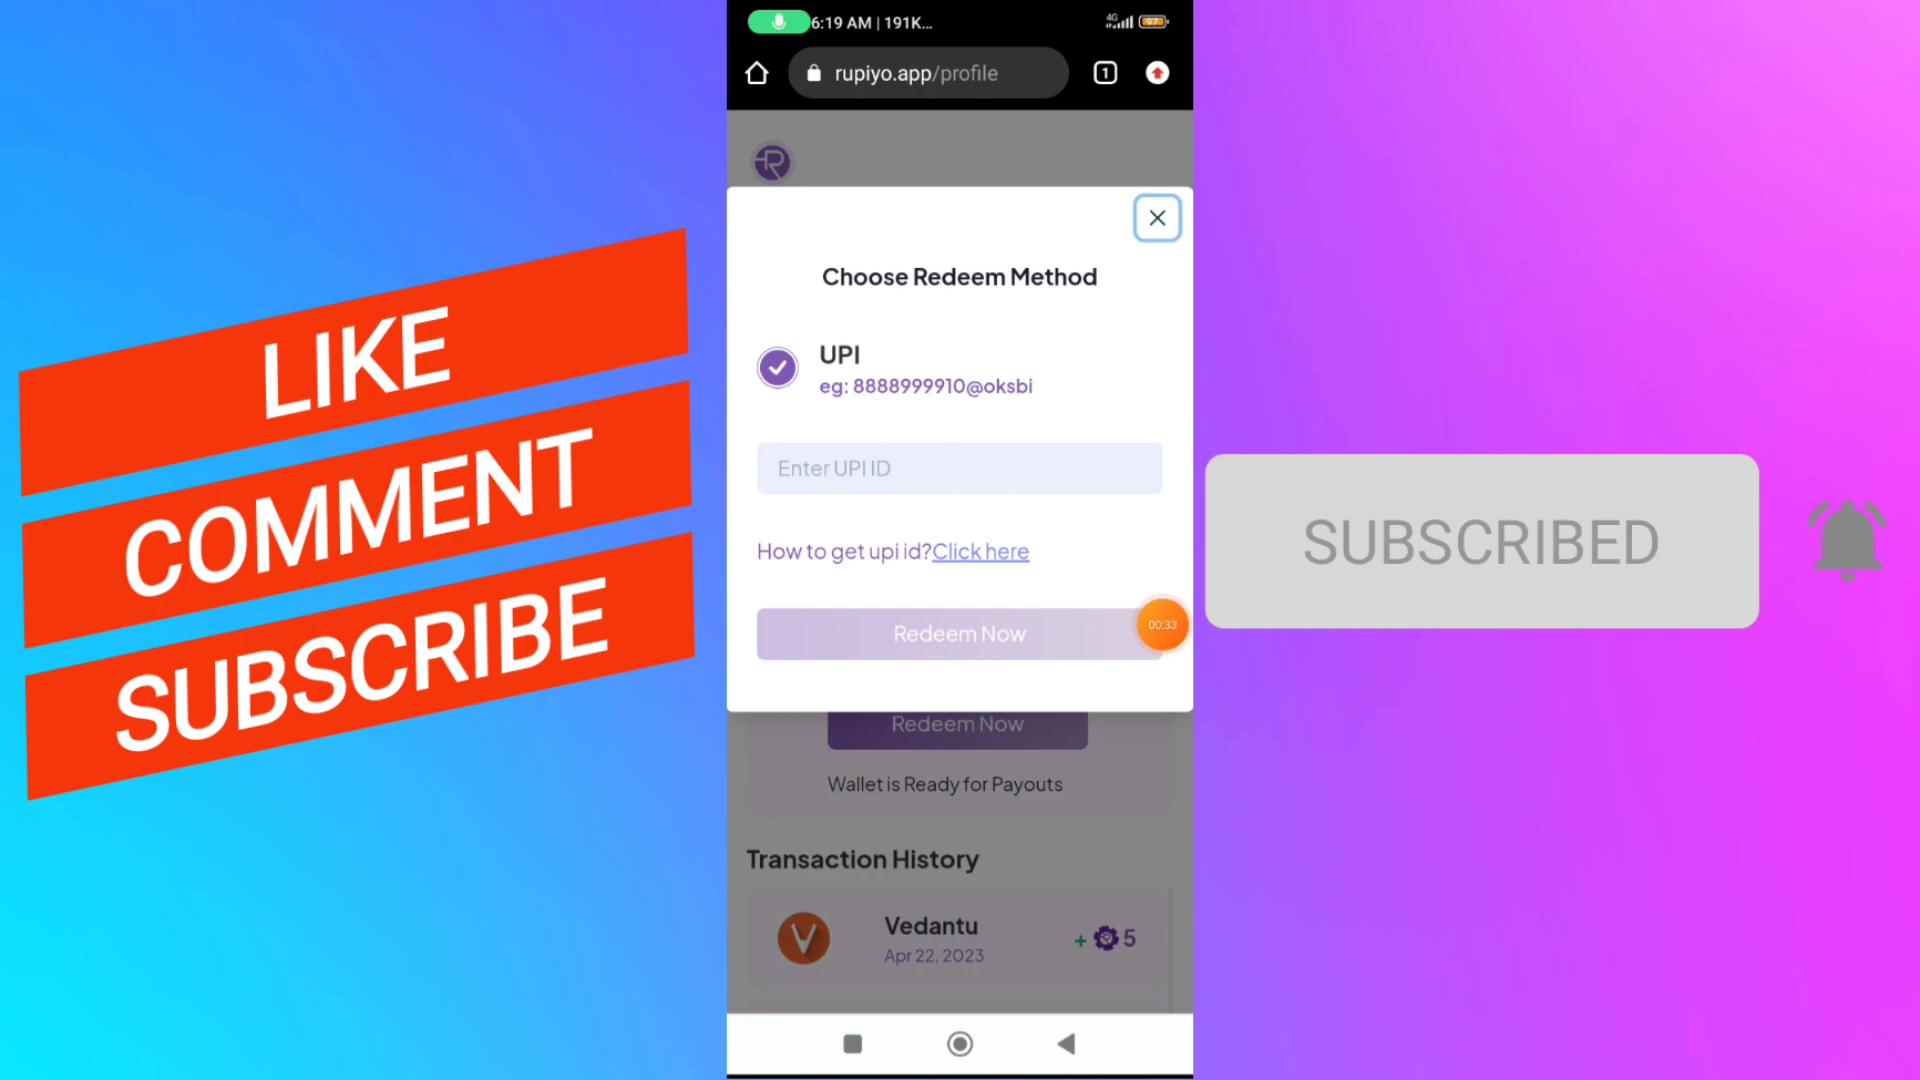 LIKE
COMMENT
SUBSCRIBE
6:19 AM | 191K...
4G
97
rupiyo.app/profile
1
Choose Redeem Method
UPI
eg: 8888999910@oksbi
Enter UPI ID
How to get upi id?Click here
Redeem Now
00:33
Redeem Now
Wallet is Ready for Payouts
Transaction History
Vedantu
+ 5
Apr 22, 2023
SUBSCRIBED